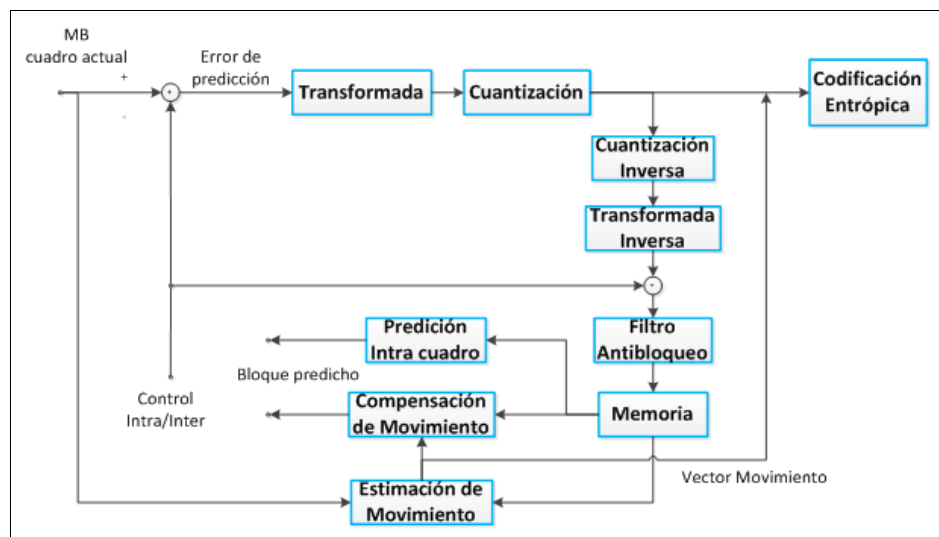 MB
cuadro actual
+
-
Error de
predicción
Transformada
Cuantización
Codificación
Entrópica
Cuantización
Inversa
Transformada
Inversa
Predición
Intra cuadro
Filtro
Antibloqueo
Bloque predicho
Control
Intra/Inter
Compensación
de Movimiento
Memoria
Vector Movimiento
Estimación de
Movimiento